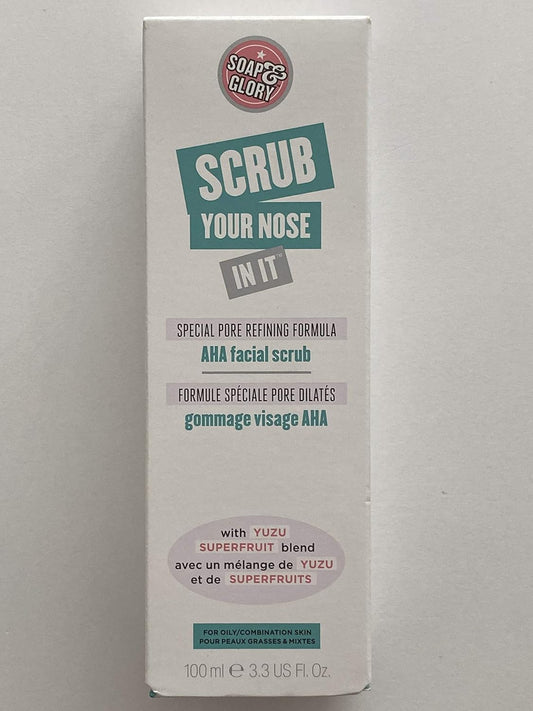 SOAP &
GLORY
SCRUB
YOUR NOSE
IN IT™
SPECIAL PORE REFINING FORMULA
AHA facial scrub
FORMULE SPÉCIALE PORE DILATÉS
gommage visage AHA
with YUZU
SUPERFRUIT blend
avec un mélange de YUZU
et de SUPERFRUITS
FOR OILY/COMBINATION SKIN
POUR PEAUX GRASSES & MIXTES
100 ml ℮ 3.3 US Fl. Oz.